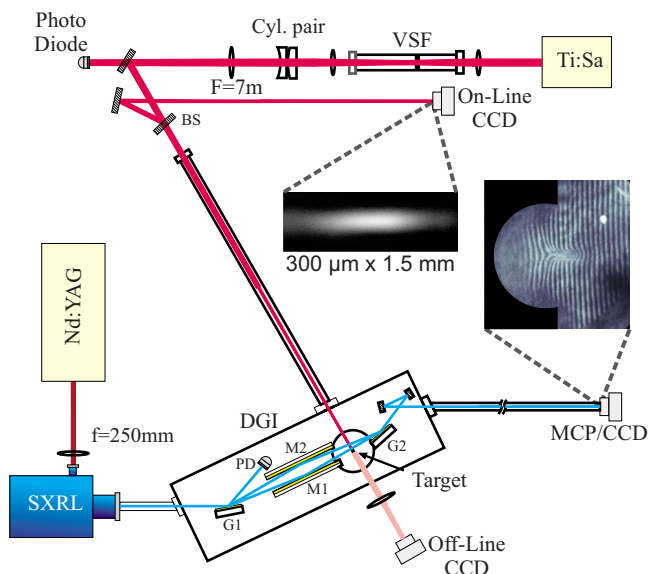 Photo
Diode
Cyl. pair
VSF
Ti:Sa
F=7m
BS
On-Line
CCD
300 µm x 1.5 mm
Nd:YAG
f=250mm
SXRL
DGI
PD
M2
M1
G1
G2
Target
MCP/CCD
Off-Line
CCD